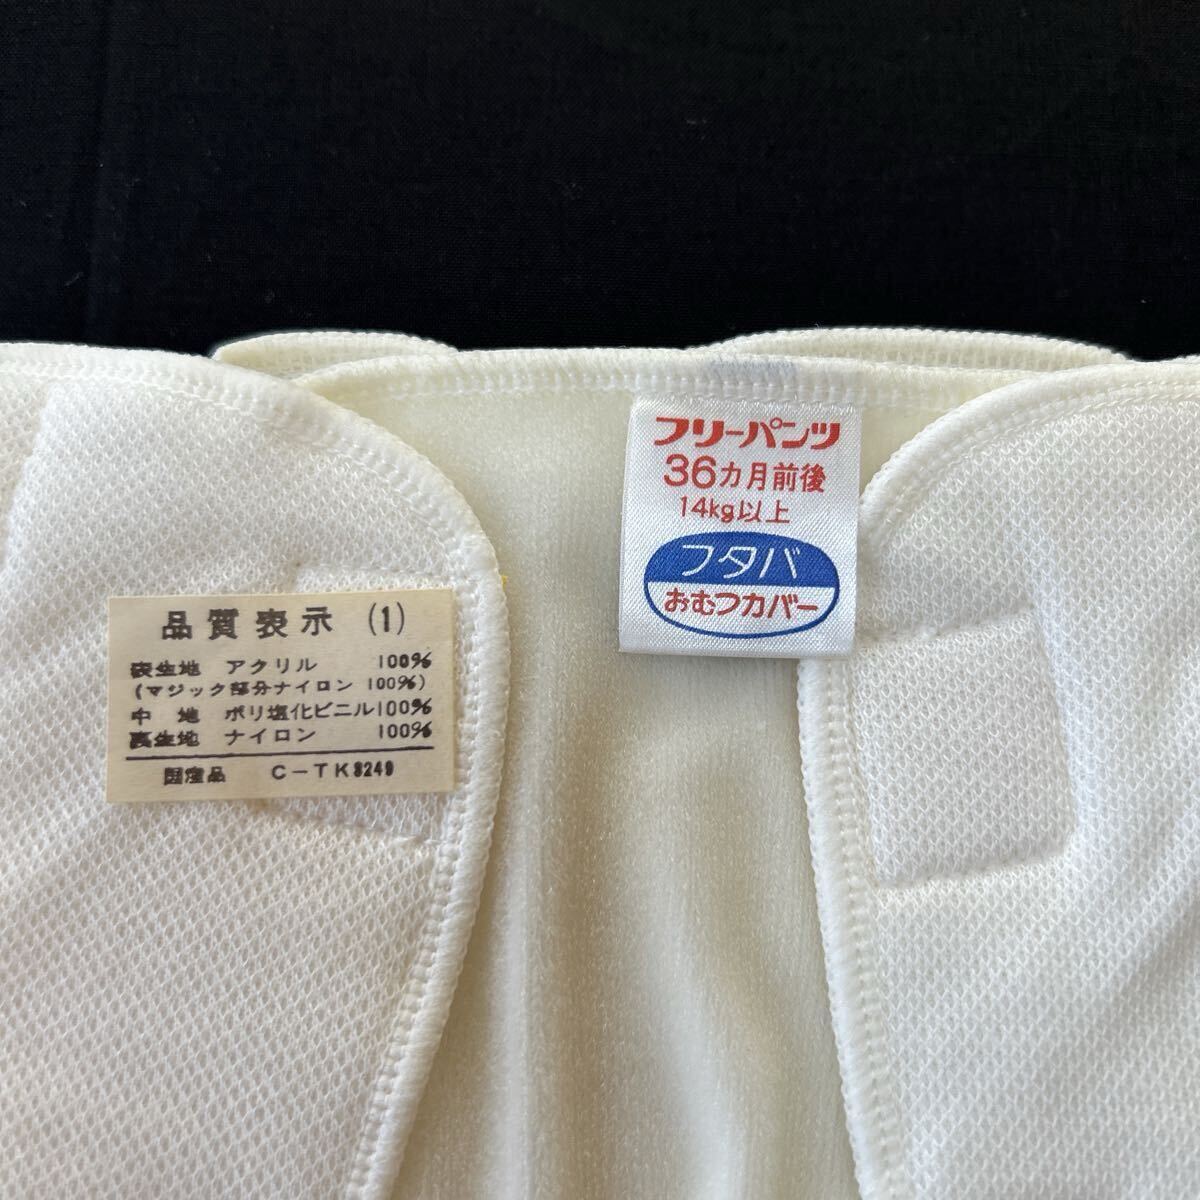 フリーパンツ
36カ月前後
14kg以上
フタバ
おむつカバー
品質表示 (1)
表生地 アクリル 100%
(マジック部分ナイロン 100%)
中地 ポリ塩化ビニル100%
裏生地 ナイロン 100%
国産品 C-TK8249